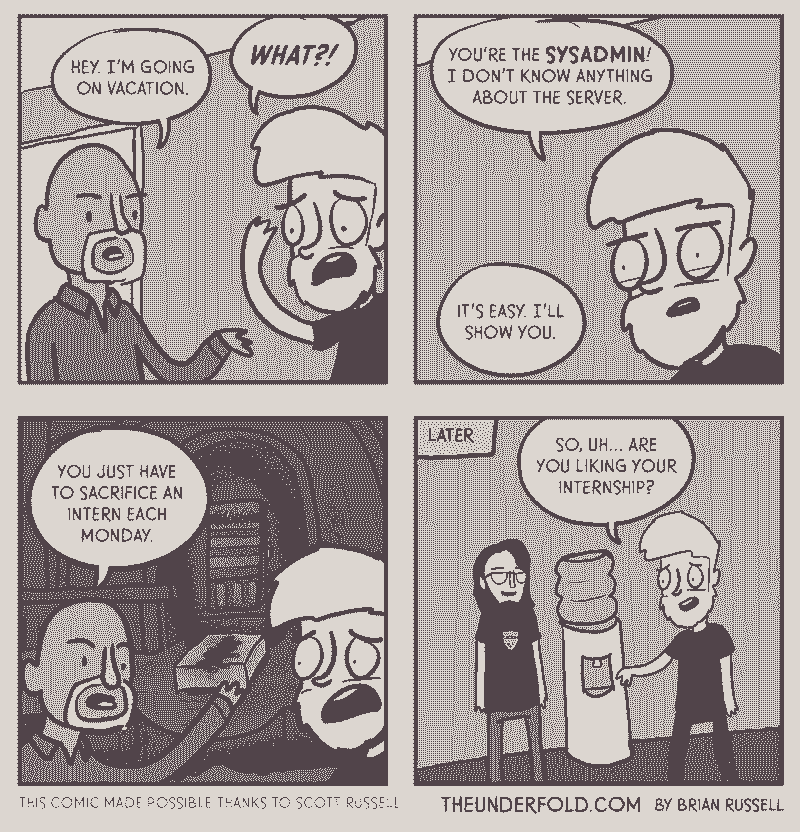 HEY. I'M GOING
ON VACATION.
WHAT?!
YOU'RE THE SYSADMIN!
I DON'T KNOW ANYTHING
ABOUT THE SERVER.
IT'S EASY. I'LL
SHOW YOU.
YOU JUST HAVE
TO SACRIFICE AN
INTERN EACH
MONDAY.
LATER
SO, UH... ARE
YOU LIKING YOUR
INTERNSHIP?
THIS COMIC MADE POSSIBLE THANKS TO SCOTT RUSSELL
THEUNDERFOLD.COM BY BRIAN RUSSELL